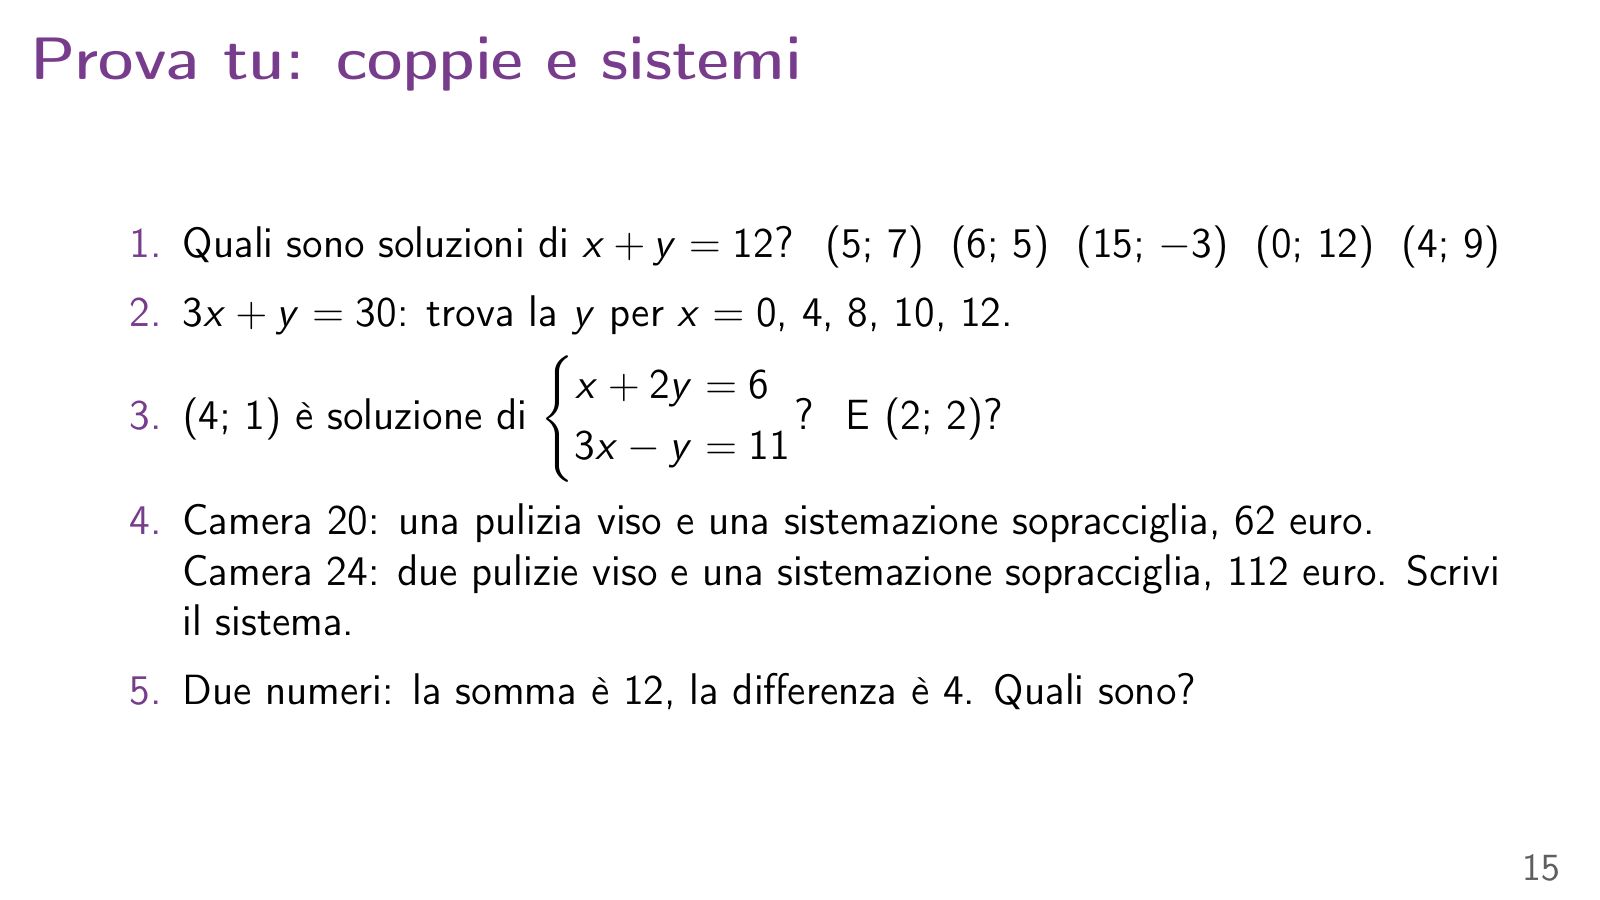 Prova tu: coppie e sistemi
1. Quali sono soluzioni di x + y = 12? (5; 7) (6; 5) (15; −3) (0; 12) (4; 9)
2. 3x + y = 30: trova la y per x = 0, 4, 8, 10, 12.
3. (4; 1) è soluzione di { x + 2y = 6
3x − y = 11 ? E (2; 2)?
4. Camera 20: una pulizia viso e una sistemazione sopracciglia, 62 euro.
Camera 24: due pulizie viso e una sistemazione sopracciglia, 112 euro. Scrivi
il sistema.
5. Due numeri: la somma è 12, la differenza è 4. Quali sono?
15